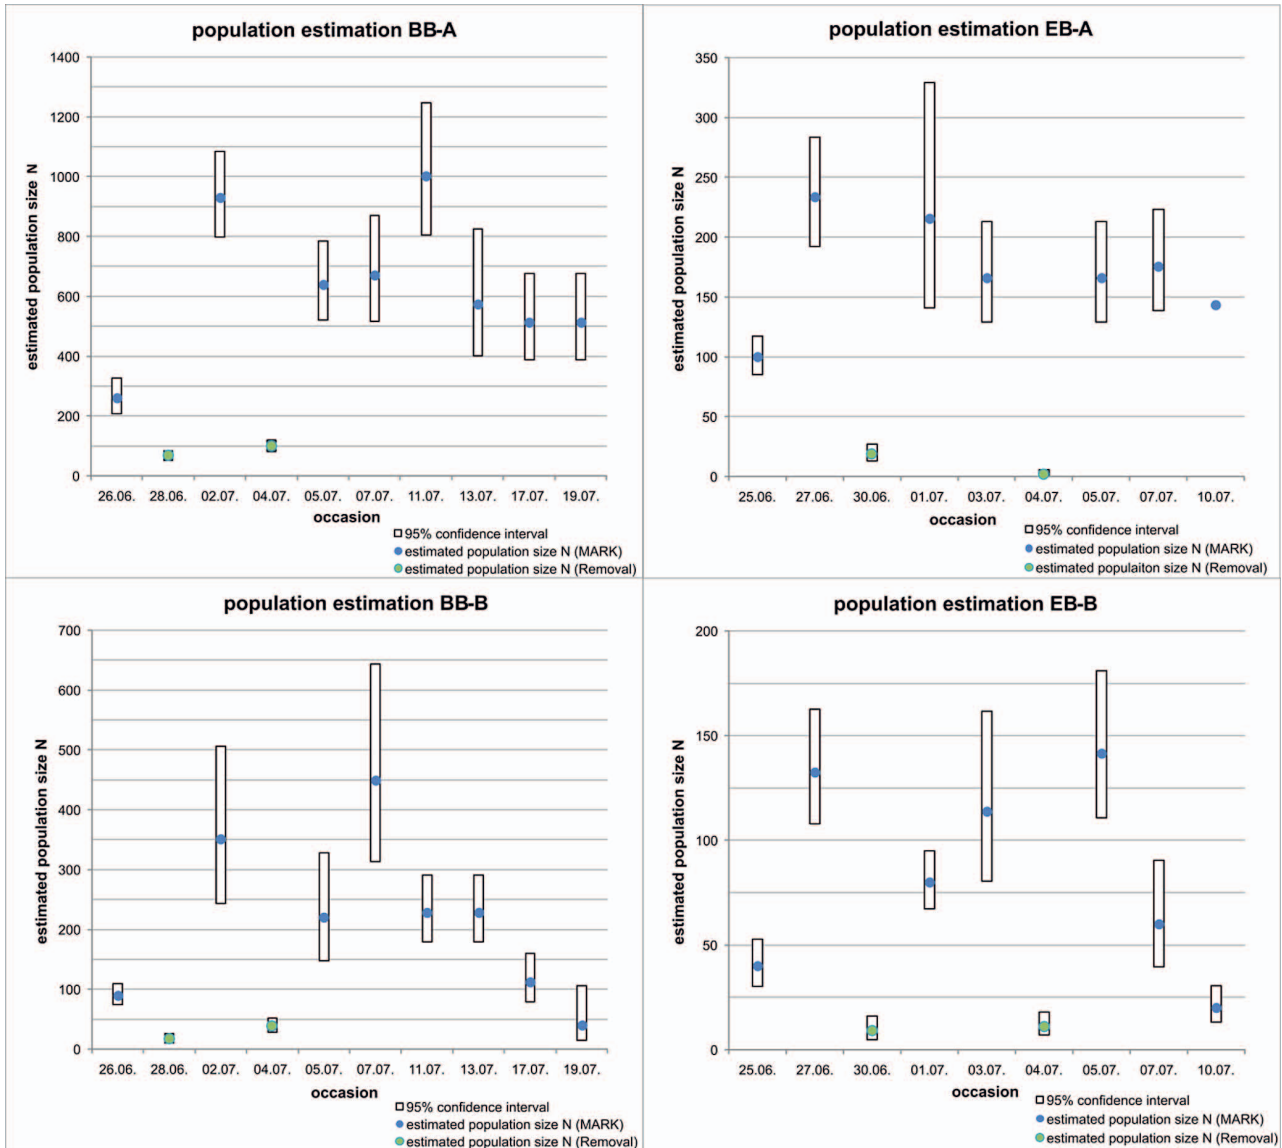 population estimation BB-A
estimated population size N
1400
1200
1000
800
600
400
200
0
26.06. 28.06. 02.07. 04.07. 05.07. 07.07. 11.07. 13.07. 17.07. 19.07.
occasion
95% confidence interval
estimated population size N (MARK)
estimated population size N (Removal)
population estimation EB-A
estimated population size N
350
300
250
200
150
100
50
0
25.06. 27.06. 30.06. 01.07. 03.07. 04.07. 05.07. 07.07. 10.07.
occasion
95% confidence interval
estimated population size N (MARK)
estimated populaiton size N (Removal)
population estimation BB-B
estimated population size N
700
600
500
400
300
200
100
0
26.06. 28.06. 02.07. 04.07. 05.07. 07.07. 11.07. 13.07. 17.07. 19.07.
occasion
95% confidence interval
estimated population size N (MARK)
estimated population size N (Removal)
population estimation EB-B
estimated population size N
200
150
100
50
0
25.06. 27.06. 30.06. 01.07. 03.07. 04.07. 05.07. 07.07. 10.07.
occasion
95% confidence interval
estimated population size N (MARK)
estimated population size N (Removal)